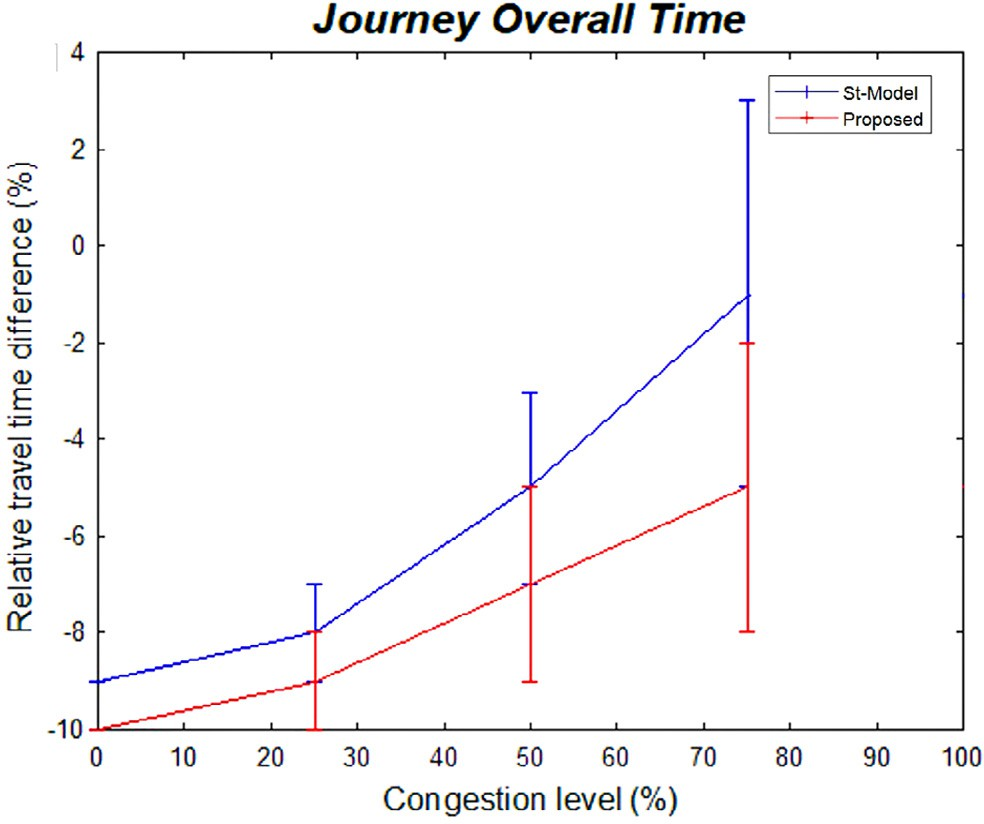 Journey Overall Time
4
2
0
-2
-4
-6
-8
-10
Relative travel time difference (%)
St-Model
Proposed
0 10 20 30 40 50 60 70 80 90 100
Congestion level (%)